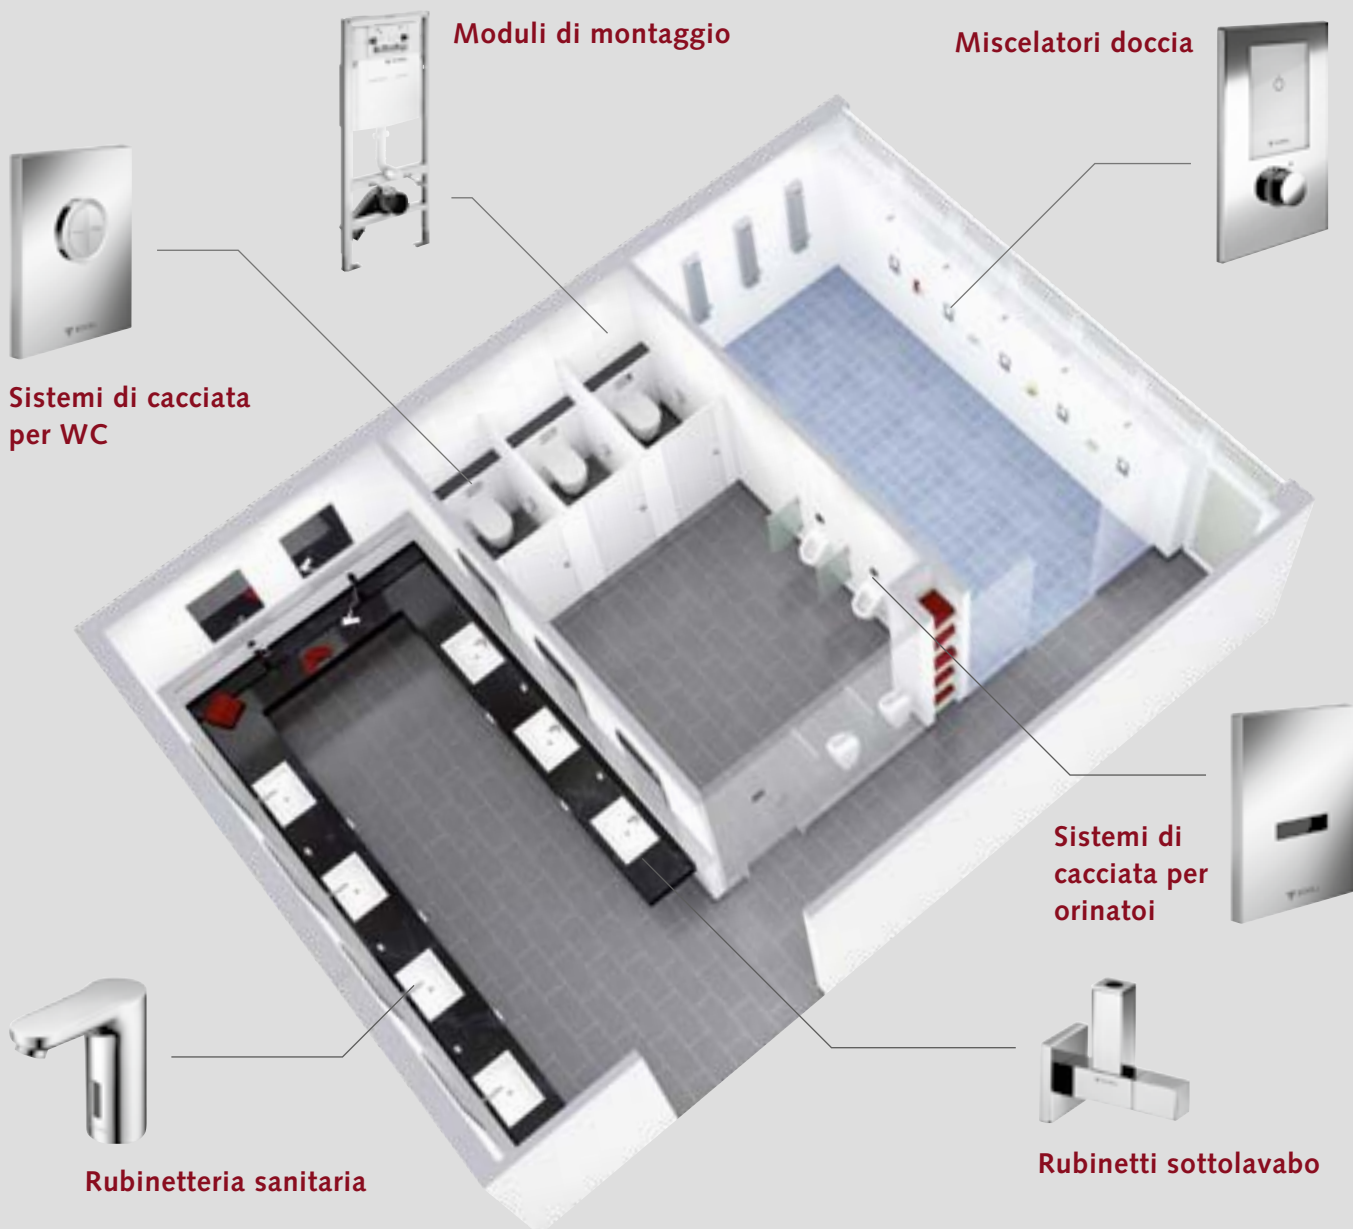 Moduli di montaggio
Miscelatori doccia
Sistemi di cacciata
per WC
Sistemi di
cacciata per
orinatoi
Rubinetteria sanitaria
Rubinetti sottolavabo